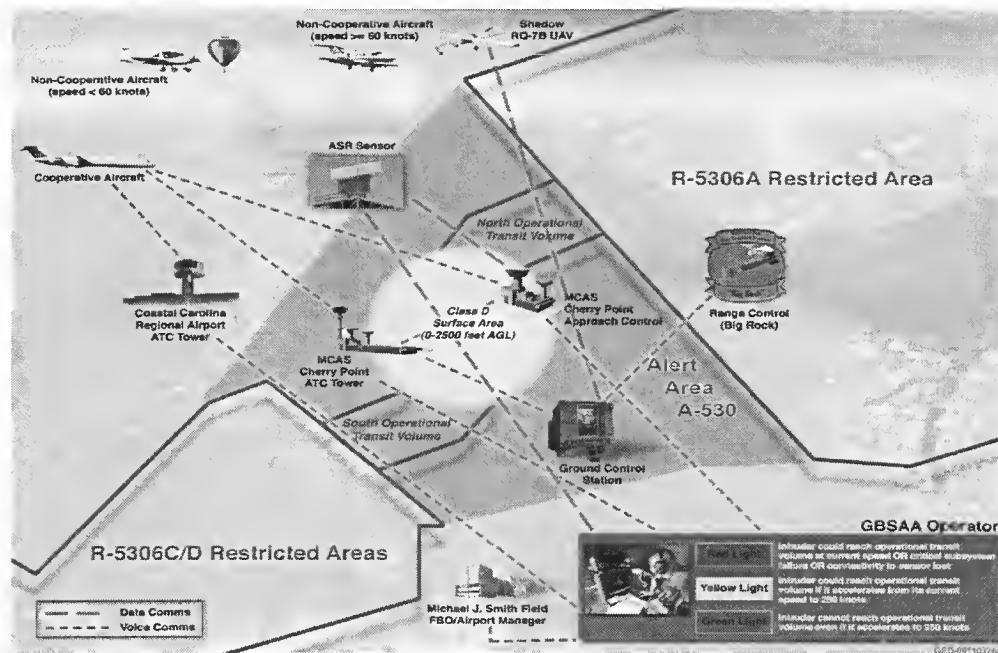 Non-Cooperative Aircraft
(speed >= 60 knots)
Shadow
RQ-7B UAV
Non-Cooperative Aircraft
(speed < 60 knots)
ASR Sensor
Cooperative Aircraft
R-5306A Restricted Area
North Operational
Transit Volume
Coastal Carolina
Regional Airport
ATC Tower
Class D
Surface Area
(0-2500 feet AGL)
MCAS
Cherry Point
Approach Control
Range Control
(Big Rock)
MCAS
Cherry Point
ATC Tower
Alert
Area
A-530
South Operational
Transit Volume
Ground Control
Station
GBSAA Operator
R-5306C/D Restricted Areas
Red Light
Intruder could reach operational transit
volume at current speed OR critical subsystem
failure OR connectivity to sensor lost
Yellow Light
Intruder could reach operational transit
volume if it accelerates from its current
speed to 250 knots
Green Light
Intruder cannot reach operational transit
volume even if it accelerates to 250 knots
Data Comms
Voice Comms
Michael J. Smith Field
FBO/Airport Manager